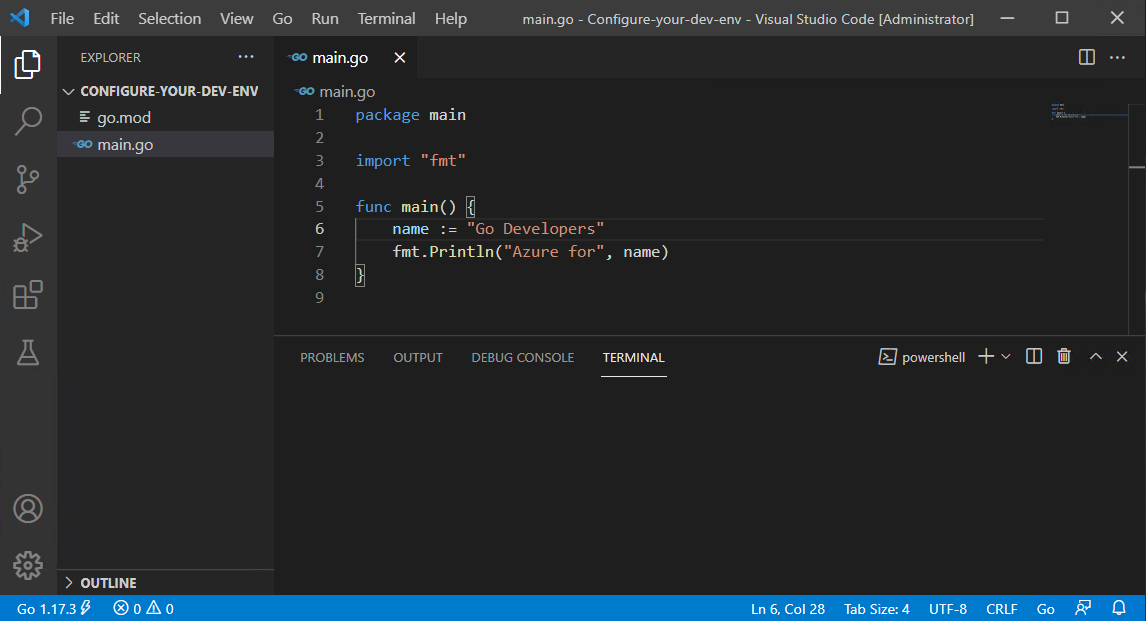 File Edit Selection View Go Run Terminal Help main.go - Configure-your-dev-env - Visual Studio Code [Administrator]
EXPLORER
CONFIGURE-YOUR-DEV-ENV
go.mod
GO main.go
GO main.go
GO main.go
1 package main
2
3 import "fmt"
4
5 func main() {
6     name := "Go Developers"
7     fmt.Println("Azure for", name)
8 }
9
PROBLEMS OUTPUT DEBUG CONSOLE TERMINAL powershell
OUTLINE
Go 1.17.3 0 0 Ln 6, Col 28 Tab Size: 4 UTF-8 CRLF Go